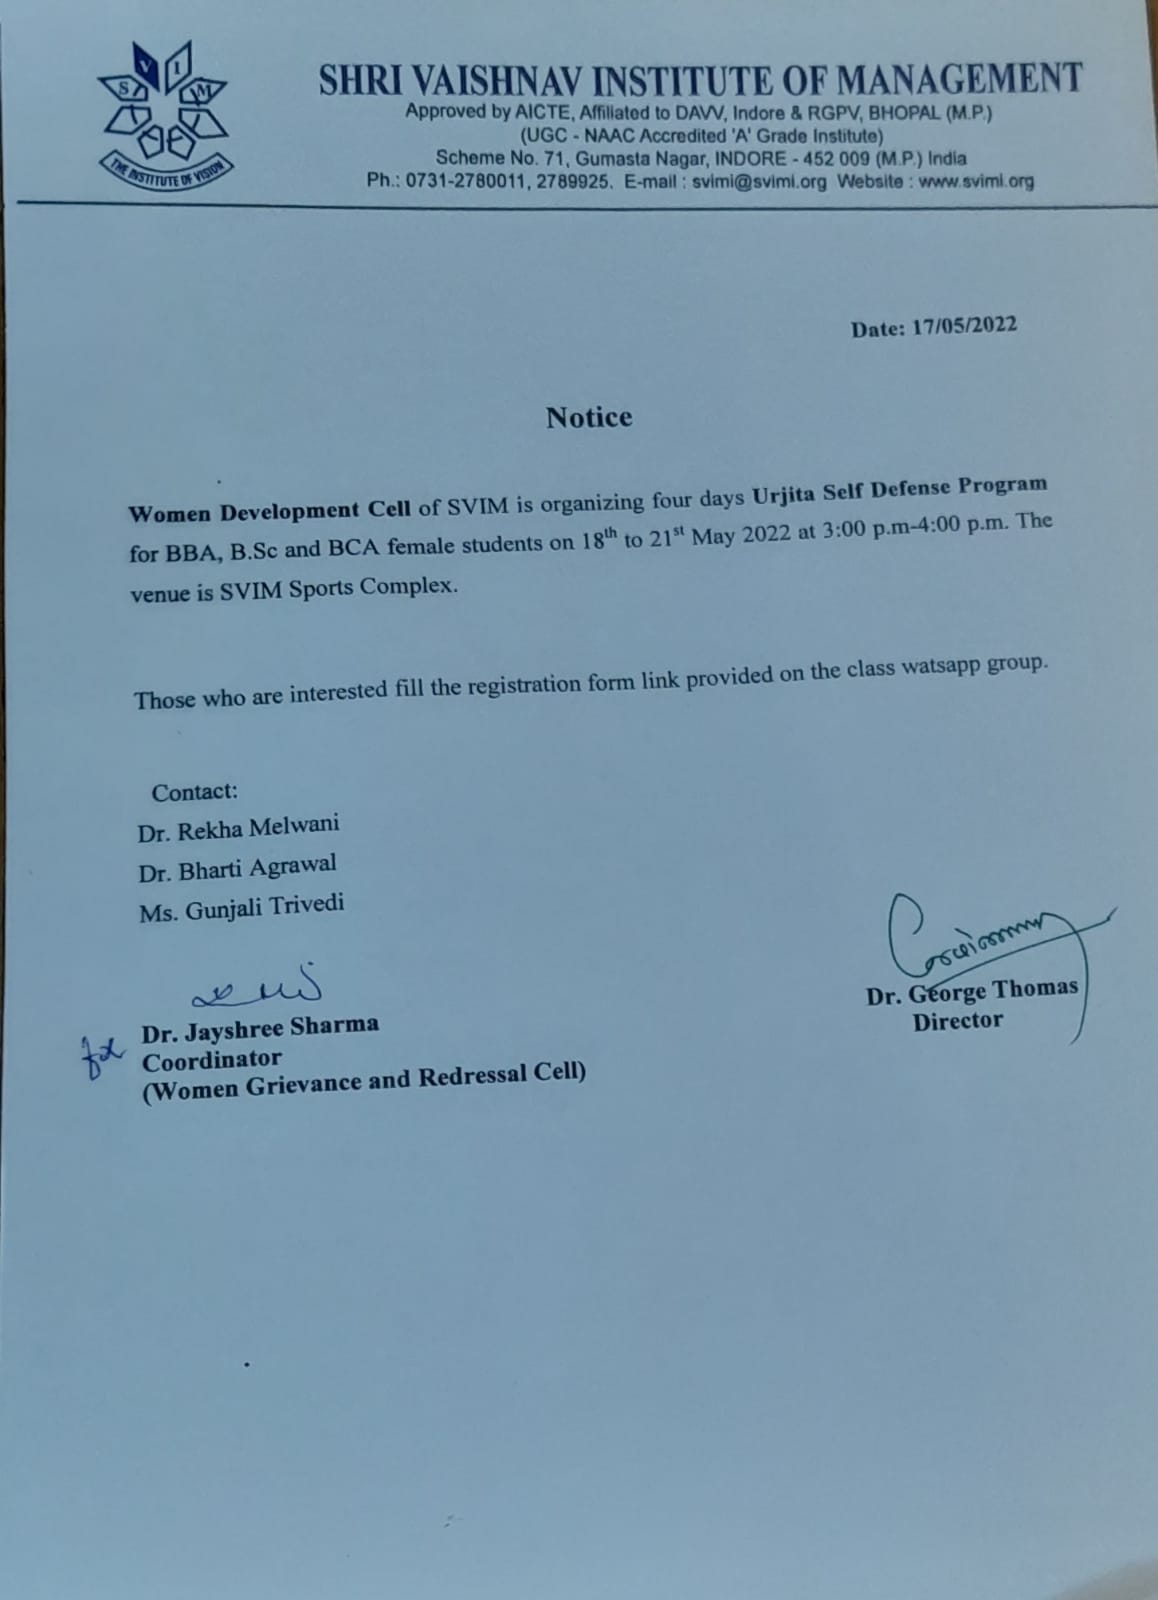 S V I M
THE INSTITUTE OF VISION
SHRI VAISHNAV INSTITUTE OF MANAGEMENT
Approved by AICTE, Affiliated to DAVV, Indore & RGPV, BHOPAL (M.P.)
(UGC - NAAC Accredited 'A' Grade Institute)
Scheme No. 71, Gumasta Nagar, INDORE - 452 009 (M.P.) India
Ph.: 0731-2780011, 2789925. E-mail : svimi@svimi.org Website : www.svimi.org
Date: 17/05/2022
Notice
Women Development Cell of SVIM is organizing four days Urjita Self Defense Program
for BBA, B.Sc and BCA female students on 18th to 21st May 2022 at 3:00 p.m-4:00 p.m. The
venue is SVIM Sports Complex.
Those who are interested fill the registration form link provided on the class watsapp group.
Contact:
Dr. Rekha Melwani
Dr. Bharti Agrawal
Ms. Gunjali Trivedi
for
Dr. Jayshree Sharma
Coordinator
(Women Grievance and Redressal Cell)
Dr. George Thomas
Director